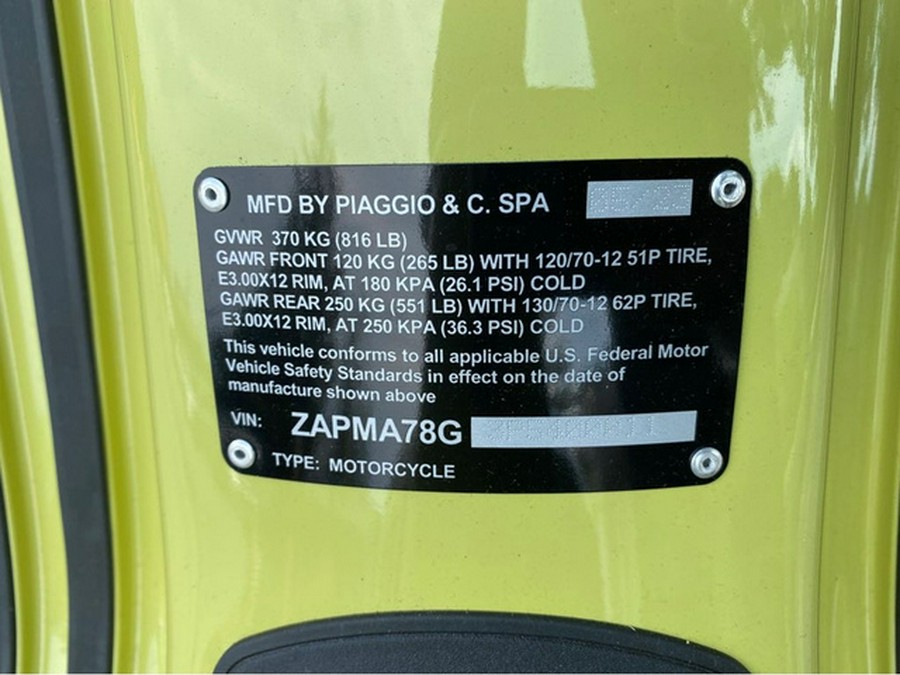 MFD BY PIAGGIO & C. SPA
GVWR 370 KG (816 LB)
GAWR FRONT 120 KG (265 LB) WITH 120/70-12 51P TIRE,
E3.00X12 RIM, AT 180 KPA (26.1 PSI) COLD
GAWR REAR 250 KG (551 LB) WITH 130/70-12 62P TIRE,
E3.00X12 RIM, AT 250 KPA (36.3 PSI) COLD
This vehicle conforms to all applicable U.S. Federal Motor
Vehicle Safety Standards in effect on the date of
manufacture shown above
VIN: ZAPMA78G
TYPE: MOTORCYCLE